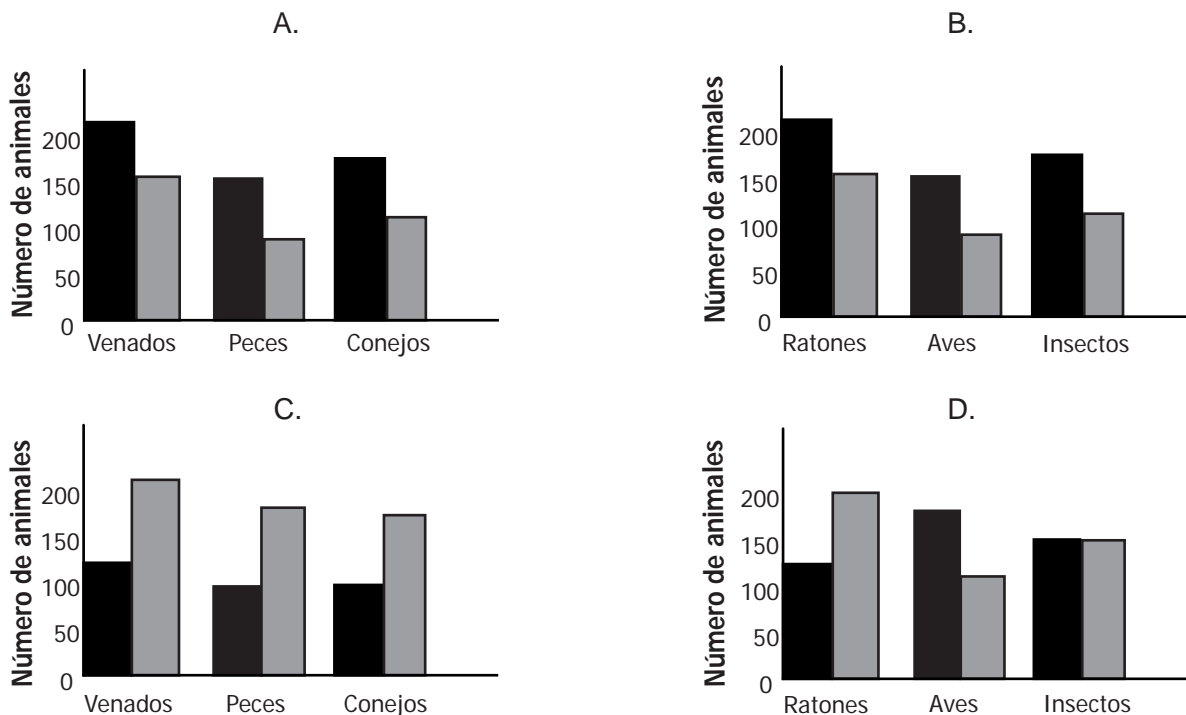 A.
Número de animales
200
150
100
50
0
Venados Peces Conejos
B.
Número de animales
200
150
100
50
0
Ratones Aves Insectos
C.
Número de animales
200
150
100
50
0
Venados Peces Conejos
D.
Número de animales
200
150
100
50
0
Ratones Aves Insectos